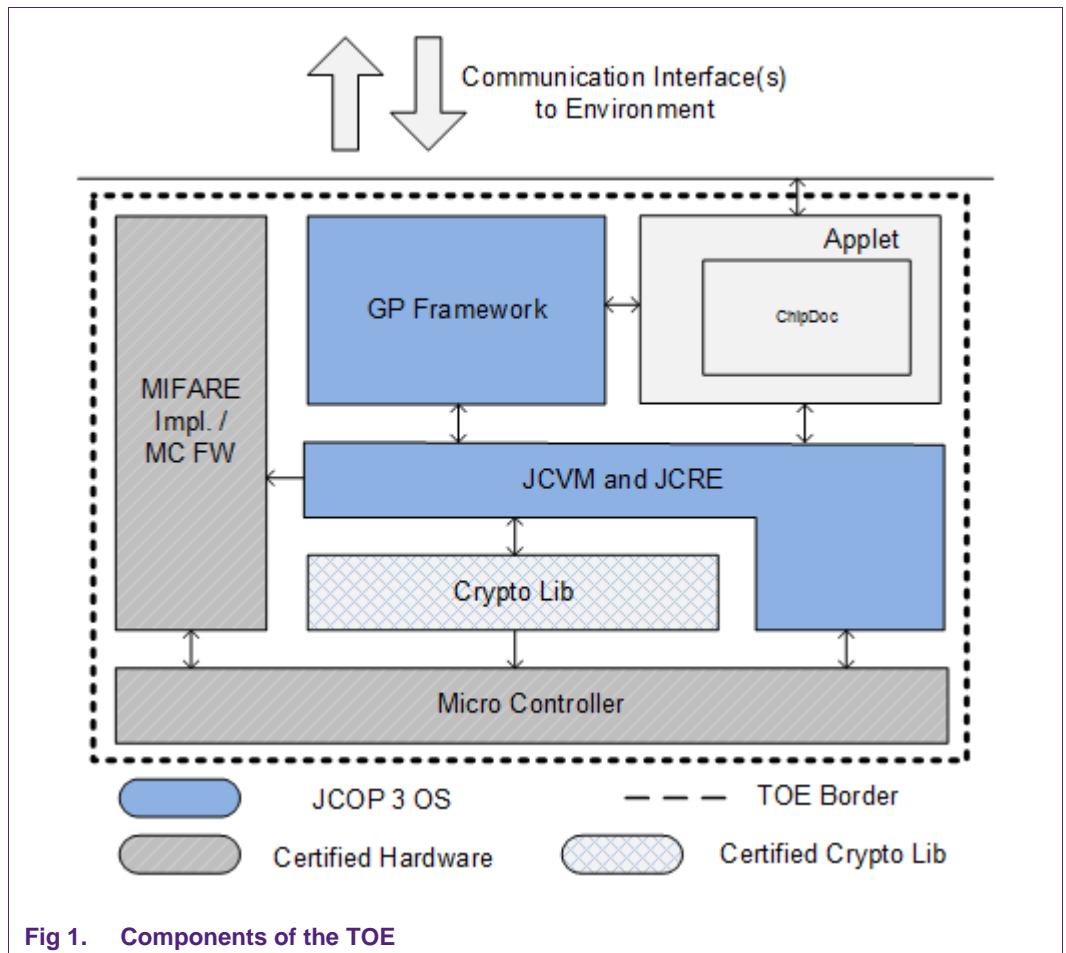 Communication Interface(s)
to Environment
Applet
GP Framework
ChipDoc
MIFARE
Impl. /
MC FW
JCVM and JCRE
Crypto Lib
Micro Controller
JCOP 3 OS
TOE Border
Certified Hardware
Certified Crypto Lib
Fig 1. Components of the TOE